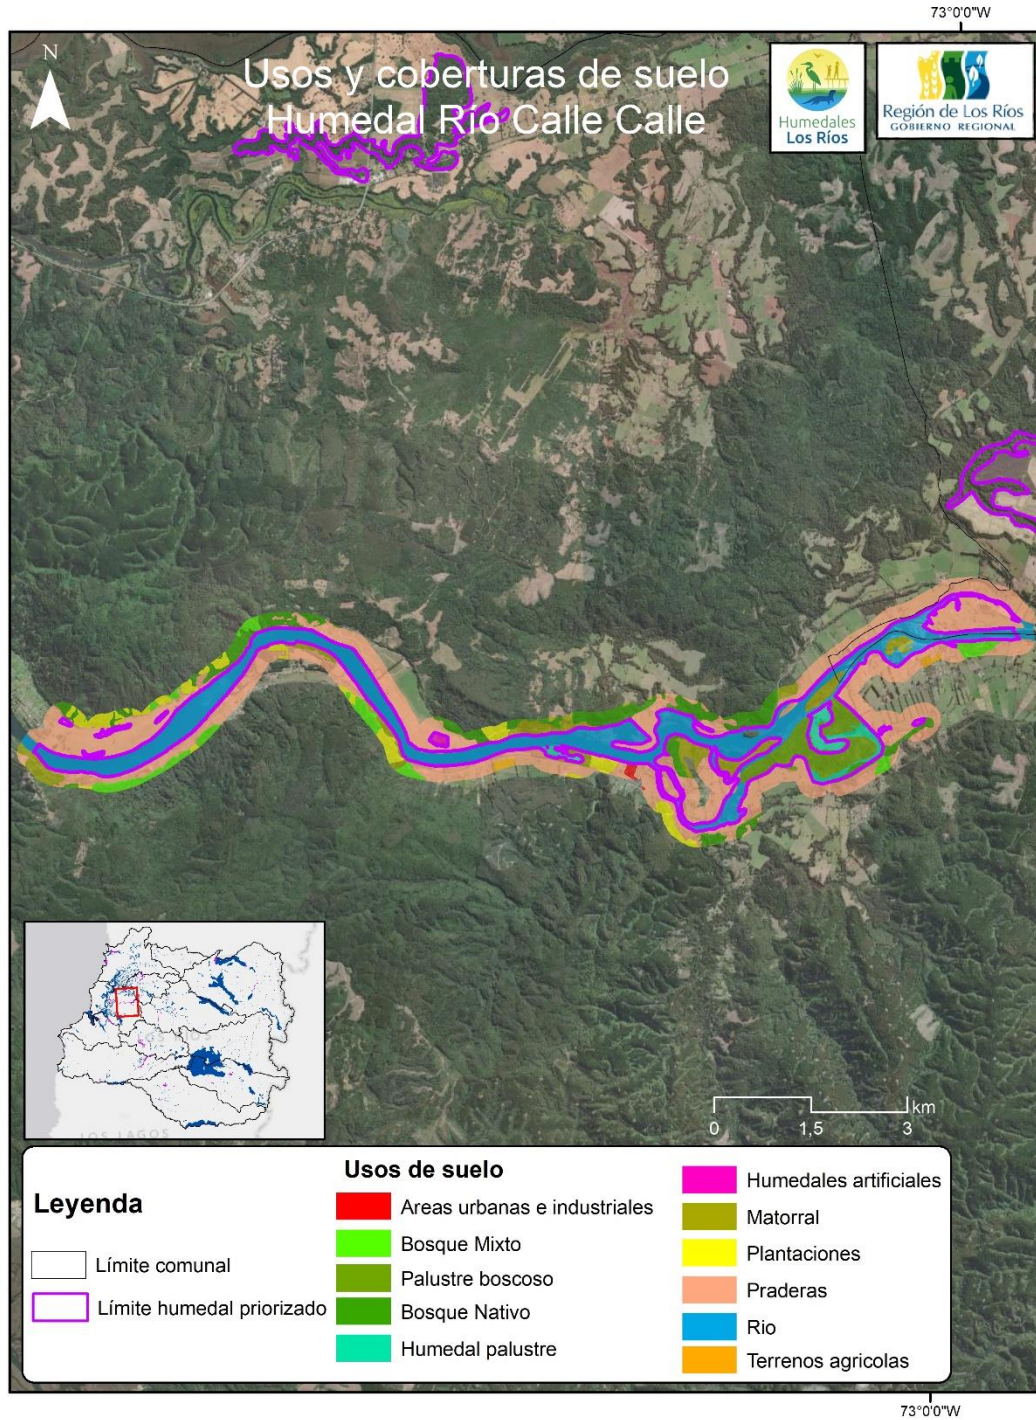 73°0'0"W
N
Usos y coberturas de suelo
Humedal Río Calle Calle
Humedales
Los Ríos
Región de Los Ríos
GOBIERNO REGIONAL
LOS LAGOS
km
0 1,5 3
Leyenda
Límite comunal
Límite humedal priorizado
Usos de suelo
Areas urbanas e industriales
Bosque Mixto
Palustre boscoso
Bosque Nativo
Humedal palustre
Humedales artificiales
Matorral
Plantaciones
Praderas
Rio
Terrenos agricolas
73°0'0"W